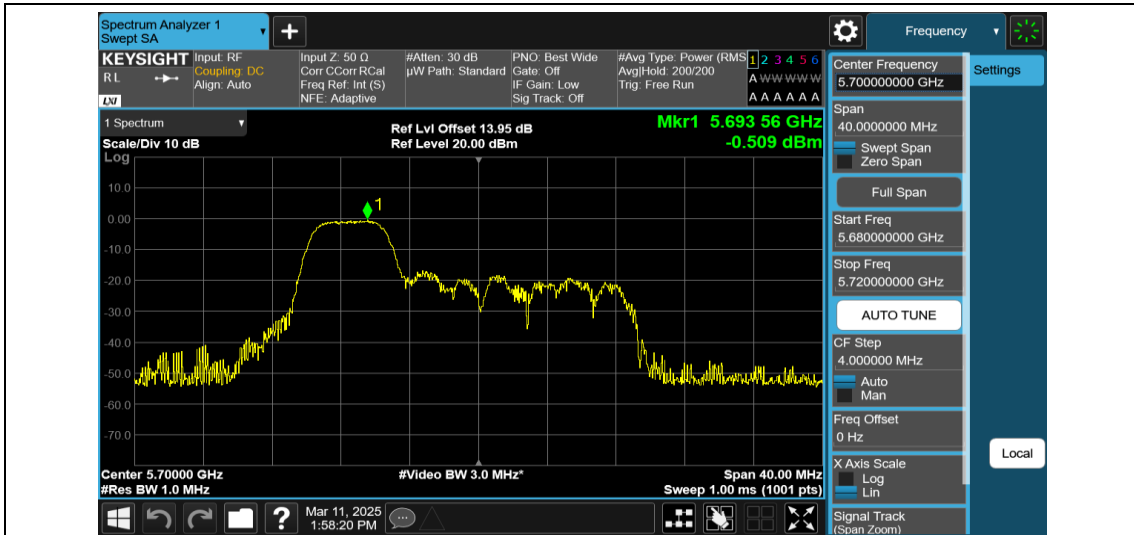 Spectrum Analyzer 1
Swept SA
Frequency
KEYSIGHT
R L
LXI
Input: RF
Coupling: DC
Align: Auto
Input Z: 50 Ω
Corr CCorr RCal
Freq Ref: Int (S)
NFE: Adaptive
#Atten: 30 dB
µW Path: Standard
PNO: Best Wide
Gate: Off
IF Gain: Low
Sig Track: Off
#Avg Type: Power (RMS
Avg|Hold: 200/200
Trig: Free Run
1 2 3 4 5 6
A W W W W W
A A A A A A
1 Spectrum
Scale/Div 10 dB
Log
Ref Lvl Offset 13.95 dB
Ref Level 20.00 dBm
Mkr1 5.693 56 GHz
-0.509 dBm
1
10.0
0.00
-10.0
-20.0
-30.0
-40.0
-50.0
-60.0
-70.0
Center 5.70000 GHz
#Res BW 1.0 MHz
#Video BW 3.0 MHz*
Span 40.00 MHz
Sweep 1.00 ms (1001 pts)
Mar 11, 2025
1:58:20 PM
Center Frequency
5.700000000 GHz
Settings
Span
40.0000000 MHz
Swept Span
Zero Span
Full Span
Start Freq
5.680000000 GHz
Stop Freq
5.720000000 GHz
AUTO TUNE
CF Step
4.000000 MHz
Auto
Man
Freq Offset
0 Hz
X Axis Scale
Log
Lin
Local
Signal Track
(Span Zoom)